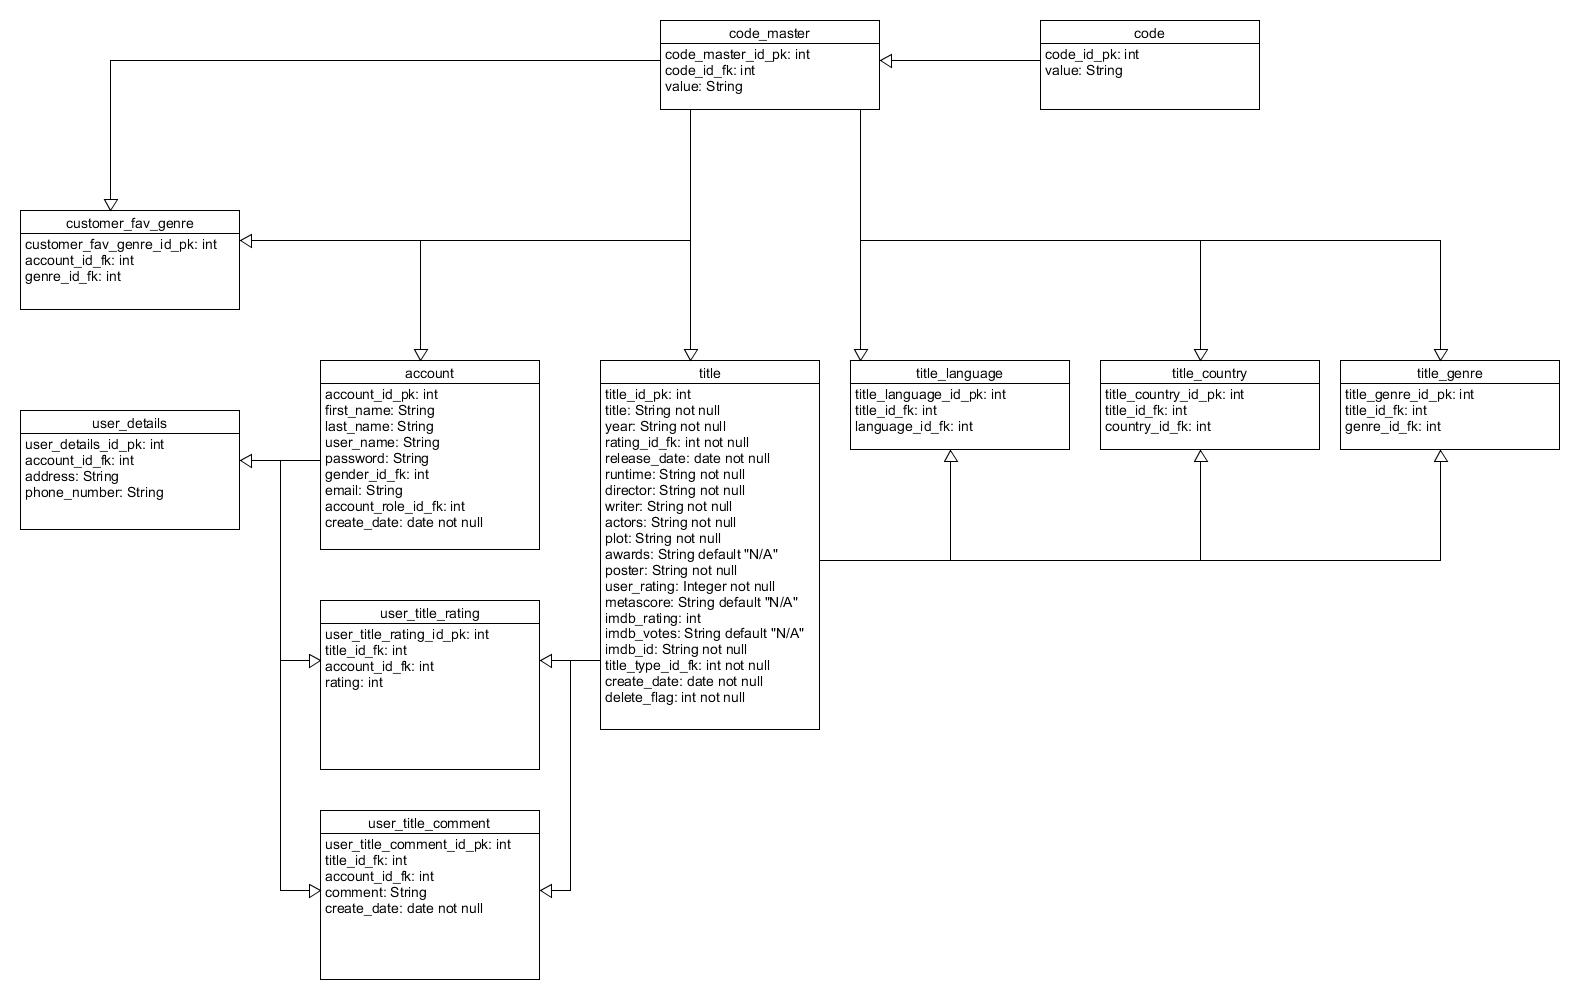 code_master
code_master_id_pk: int
code_id_fk: int
value: String
code
code_id_pk: int
value: String
customer_fav_genre
customer_fav_genre_id_pk: int
account_id_fk: int
genre_id_fk: int
account
account_id_pk: int
first_name: String
last_name: String
user_name: String
password: String
gender_id_fk: int
email: String
account_role_id_fk: int
create_date: date not null
title
title_id_pk: int
title: String not null
year: String not null
rating_id_fk: int not null
release_date: date not null
runtime: String not null
director: String not null
writer: String not null
actors: String not null
plot: String not null
awards: String default "N/A"
poster: String not null
user_rating: Integer not null
metascore: String default "N/A"
imdb_rating: int
imdb_votes: String default "N/A"
imdb_id: String not null
title_type_id_fk: int not null
create_date: date not null
delete_flag: int not null
title_language
title_language_id_pk: int
title_id_fk: int
language_id_fk: int
title_country
title_country_id_pk: int
title_id_fk: int
country_id_fk: int
title_genre
title_genre_id_pk: int
title_id_fk: int
genre_id_fk: int
user_details
user_details_id_pk: int
account_id_fk: int
address: String
phone_number: String
user_title_rating
user_title_rating_id_pk: int
title_id_fk: int
account_id_fk: int
rating: int
user_title_comment
user_title_comment_id_pk: int
title_id_fk: int
account_id_fk: int
comment: String
create_date: date not null